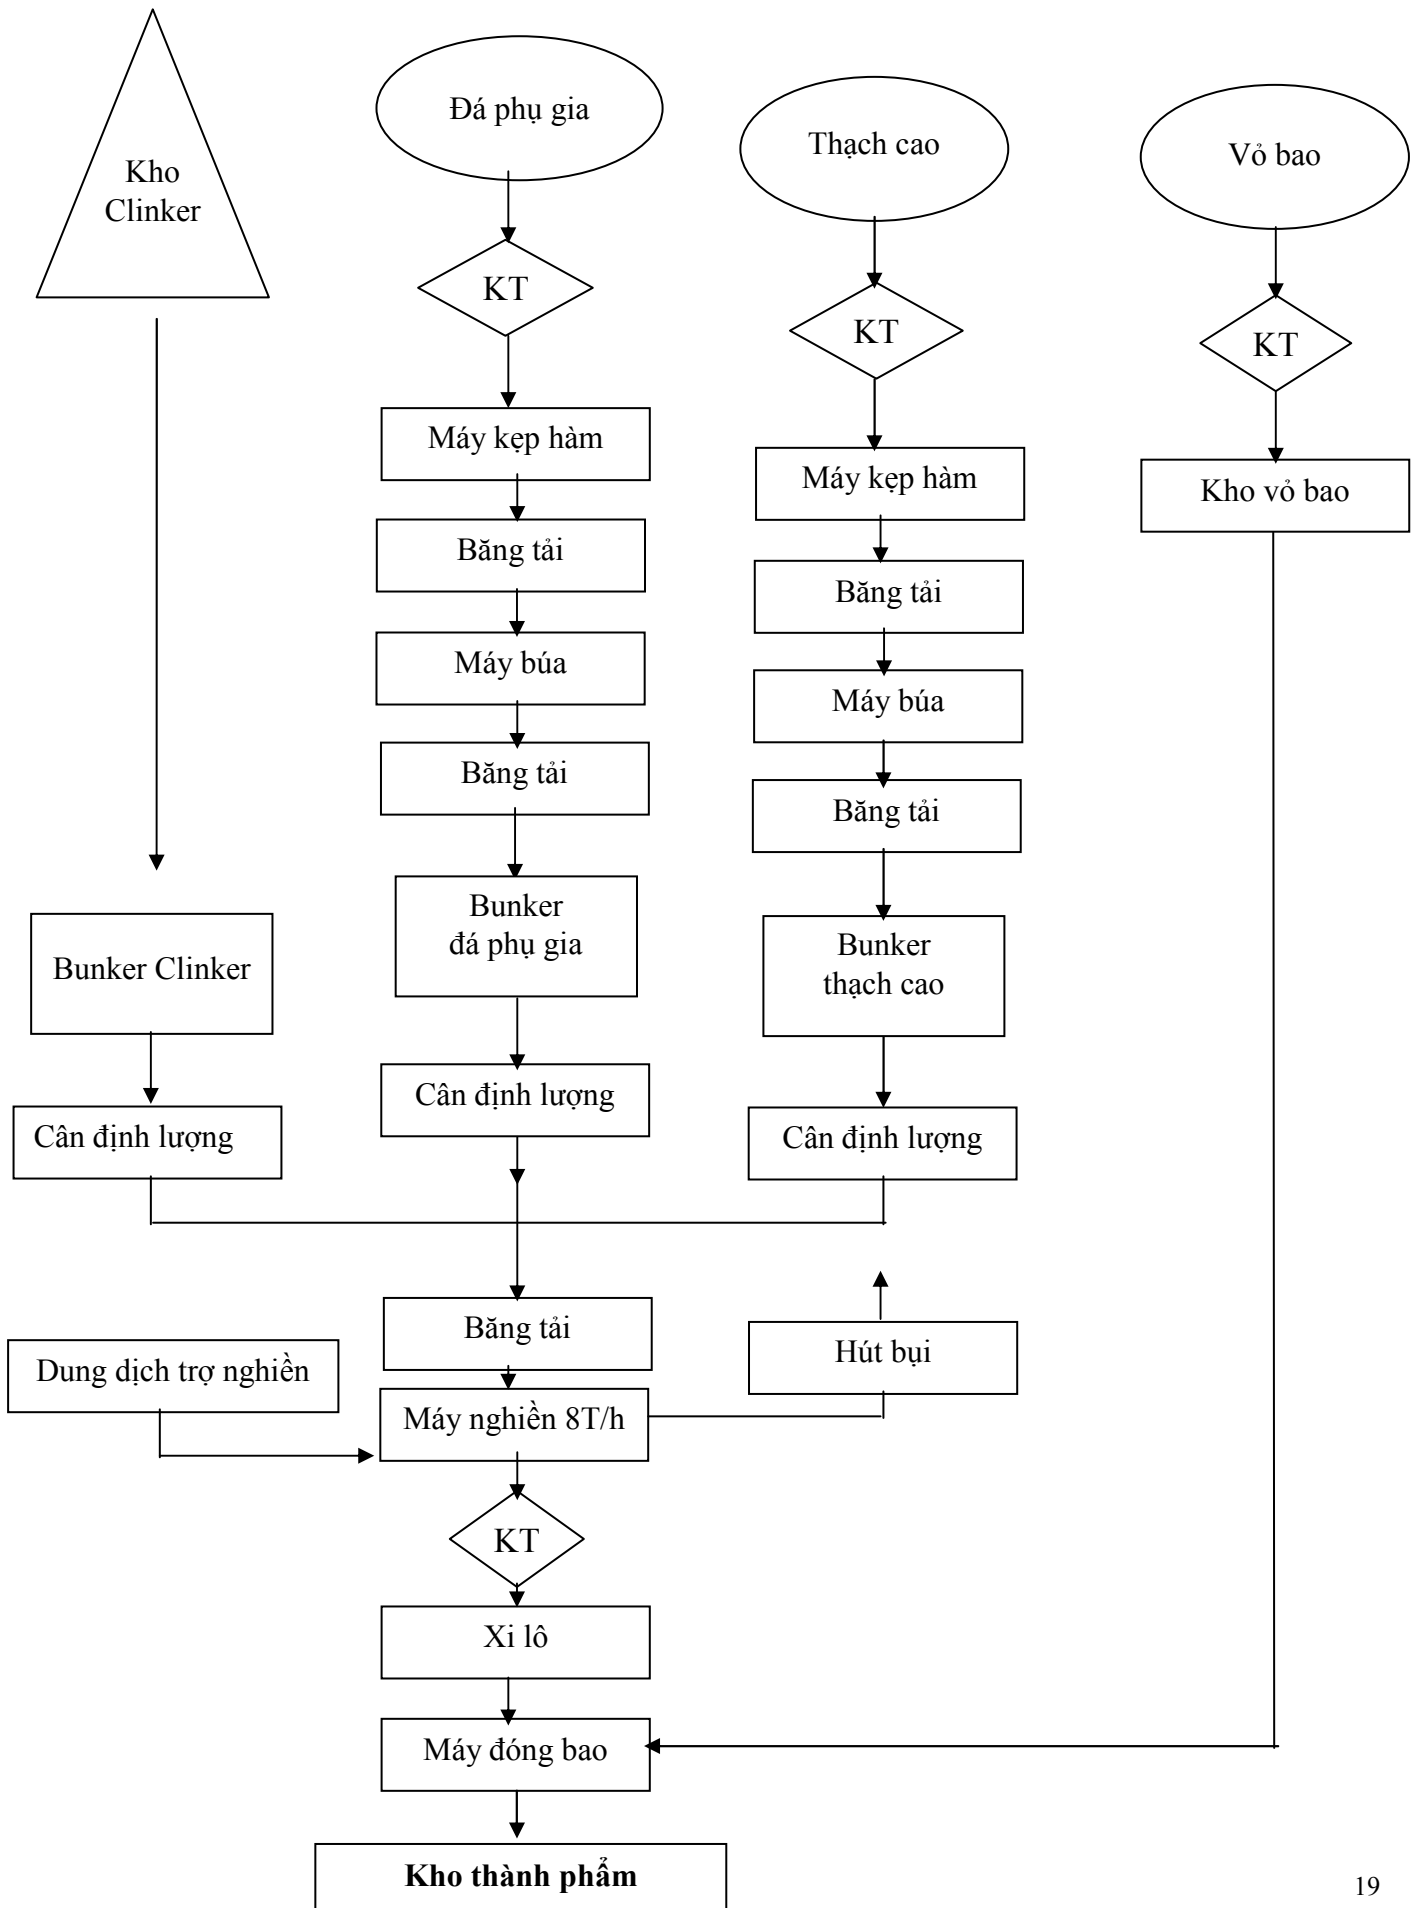 Đá phụ gia
Thạch cao
Vỏ bao
Kho
Clinker
KT
KT
KT
Máy kẹp hàm
Máy kẹp hàm
Kho vỏ bao
Băng tải
Băng tải
Máy búa
Máy búa
Băng tải
Băng tải
Bunker
đá phụ gia
Bunker
thạch cao
Bunker Clinker
Cân định lượng
Cân định lượng
Cân định lượng
Băng tải
Hút bụi
Dung dịch trợ nghiền
Máy nghiền 8T/h
KT
Xi lô
Máy đóng bao
Kho thành phẩm
19